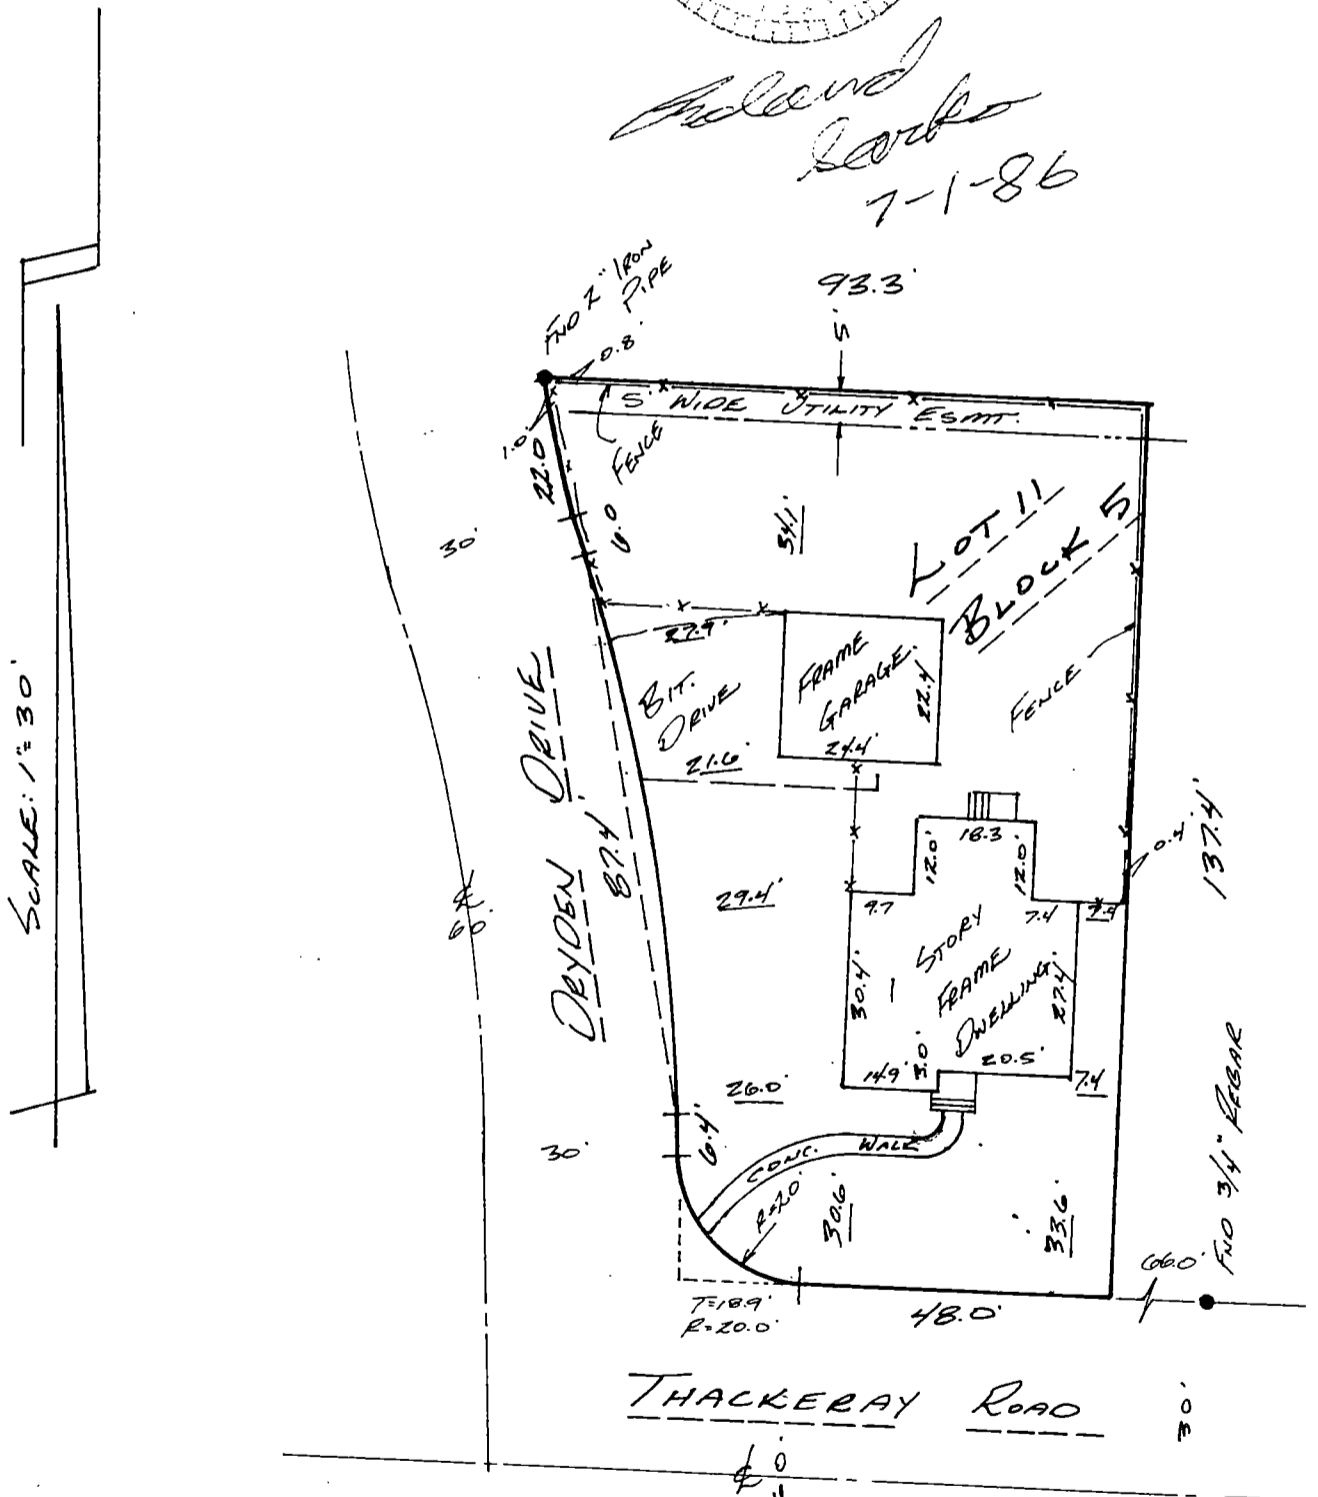 7-1-86
93.3'
5'
FND 2" IRON
PIPE
0.8'
5' WIDE UTILITY ESMT.
1.0'
22.0
FENCE
6.0
30'
34.1'
LOT 11
BLOCK 5
27.9'
BIT.
DRIVE
FRAME
GARAGE.
22.4'
24.4'
21.6'
FENCE
SCALE: 1"=30'
DRYDEN DRIVE
87.4'
℄
60'
18.3
12.0'
12.0'
137.4'
29.4'
9.7
7.4
30.4'
1 STORY
FRAME
DWELLING.
27.4'
14.9'
3.0'
20.5'
7.4
26.0'
6.4'
30'
CONC. WALK
R=20'
30.6'
33.6'
66.0'
FND 3/4" REBAR
T=18.9'
R=20.0'
48.0'
THACKERAY ROAD
30'
℄